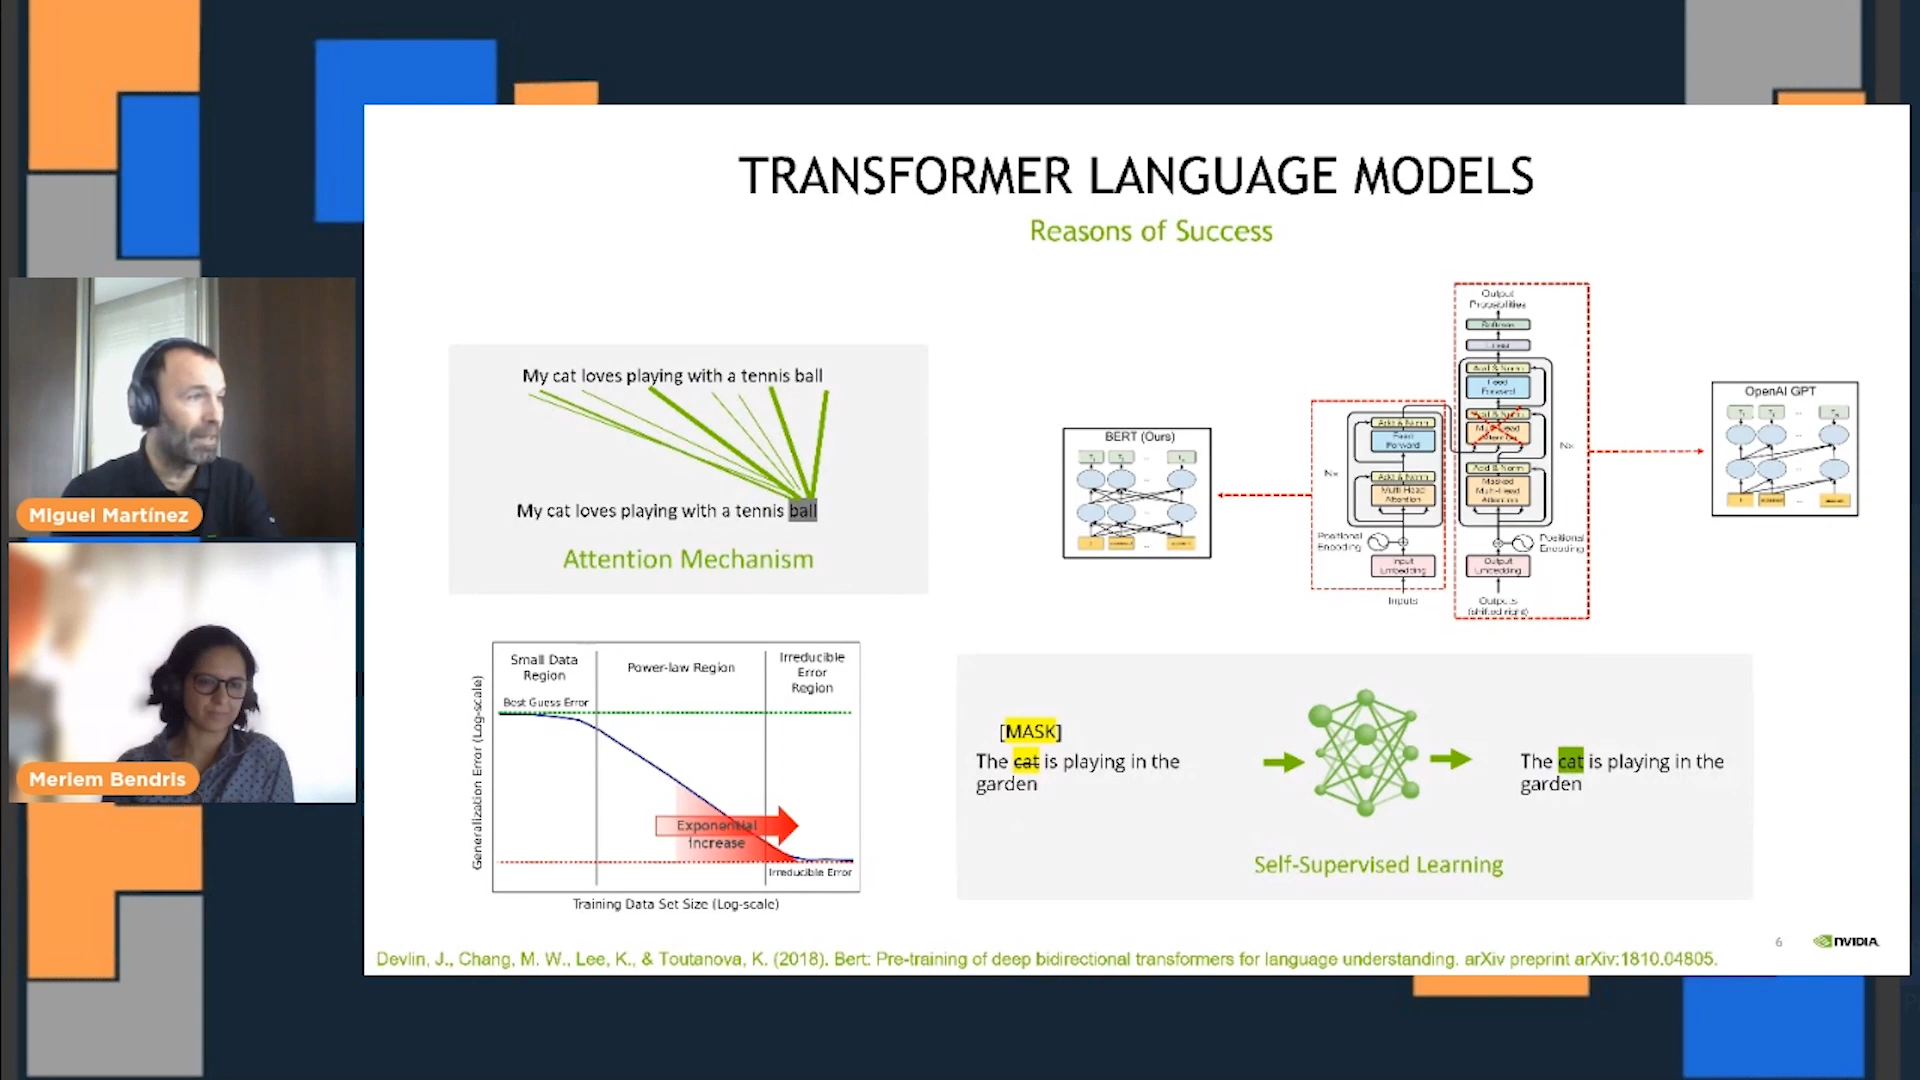 TRANSFORMER LANGUAGE MODELS
Reasons of Success
My cat loves playing with a tennis ball
My cat loves playing with a tennis ball
Attention Mechanism
BERT (Ours)
Output
Probabilities
Softmax
Linear
Add & Norm
Feed
Forward
Add & Norm
Multi-Head
Attention
Add & Norm
Masked
Multi-Head
Attention
Nx
Positional
Encoding
Output
Embedding
Outputs
(shifted right)
Add & Norm
Feed
Forward
Add & Norm
Multi-Head
Attention
Nx
Positional
Encoding
Input
Embedding
Inputs
OpenAI GPT
Miguel Martínez
Meriem Bendris
Small Data
Region
Power-law Region
Irreducible
Error
Region
Best Guess Error
Generalization Error (Log-scale)
Exponential
increase
Irreducible Error
Training Data Set Size (Log-scale)
[MASK]
The cat is playing in the
garden
The cat is playing in the
garden
Self-Supervised Learning
6
NVIDIA.
Devlin, J., Chang, M. W., Lee, K., & Toutanova, K. (2018). Bert: Pre-training of deep bidirectional transformers for language understanding. arXiv preprint arXiv:1810.04805.